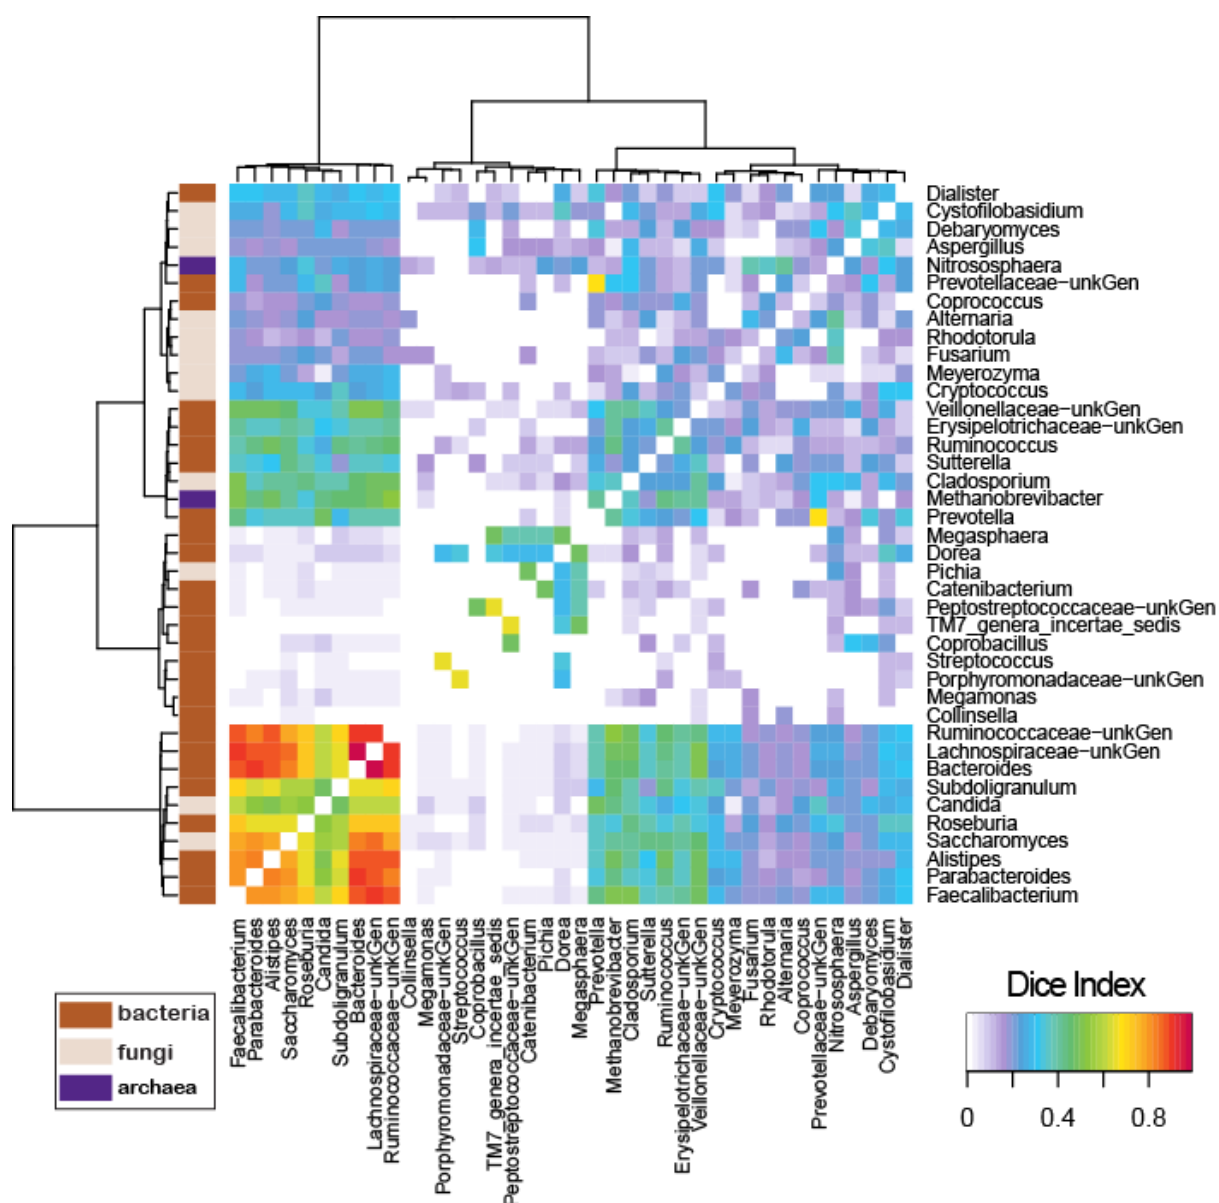 Dialister
Cystofilobasidium
Debaryomyces
Aspergillus
Nitrososphaera
Prevotellaceae-unkGen
Coprococcus
Alternaria
Rhodotorula
Fusarium
Meyerozyma
Cryptococcus
Veillonellaceae-unkGen
Erysipelotrichaceae-unkGen
Ruminococcus
Sutterella
Cladosporium
Methanobrevibacter
Prevotella
Megasphaera
Dorea
Pichia
Catenibacterium
Peptostreptococcaceae-unkGen
TM7_genera_incertae_sedis
Coprobacillus
Streptococcus
Porphyromonadaceae-unkGen
Megamonas
Collinsella
Ruminococcaceae-unkGen
Lachnospiraceae-unkGen
Bacteroides
Subdoligranulum
Candida
Roseburia
Saccharomyces
Alistipes
Parabacteroides
Faecalibacterium
Faecalibacterium
Parabacteroides
Alistipes
Saccharomyces
Roseburia
Candida
Subdoligranulum
Bacteroides
Lachnospiraceae-unkGen
Ruminococcaceae-unkGen
Collinsella
Megamonas
Porphyromonadaceae-unkGen
Streptococcus
Coprobacillus
TM7_genera_incertae_sedis
Peptostreptococcaceae-unkGen
Catenibacterium
Pichia
Dorea
Megasphaera
Prevotella
Methanobrevibacter
Cladosporium
Sutterella
Ruminococcus
Erysipelotrichaceae-unkGen
Veillonellaceae-unkGen
Cryptococcus
Meyerozyma
Fusarium
Rhodotorula
Alternaria
Coprococcus
Prevotellaceae-unkGen
Nitrososphaera
Aspergillus
Debaryomyces
Cystofilobasidium
Dialister
bacteria
fungi
archaea
Dice Index
0 0.4 0.8